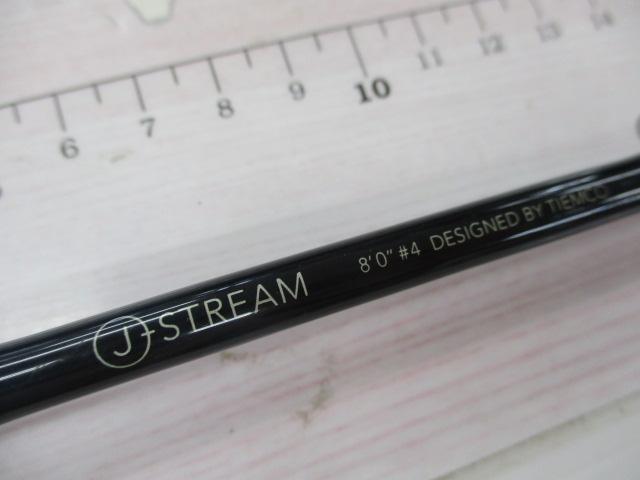 6 7 8 9 10 11 12 13 14
J-STREAM 8'0" #4 DESIGNED BY TIEMCO